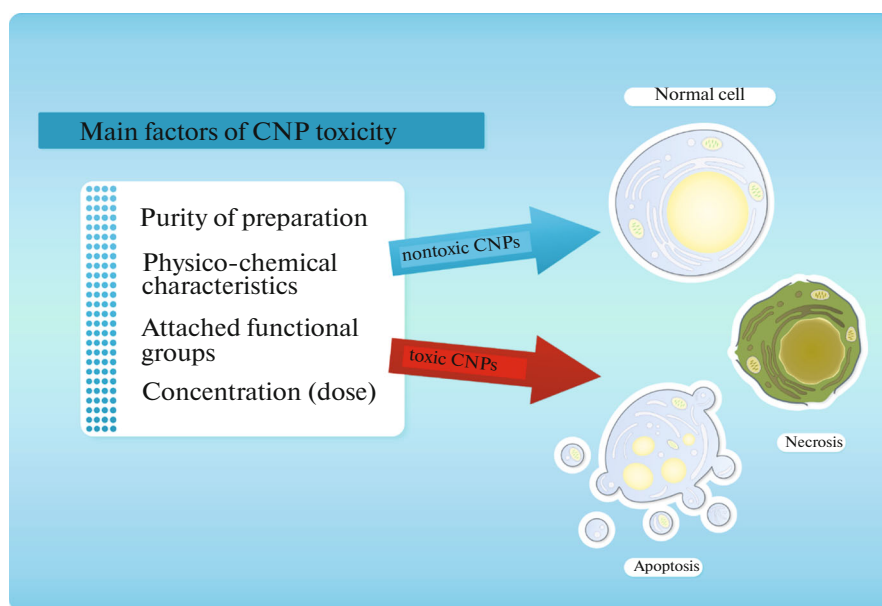 Main factors of CNP toxicity
Purity of preparation
Physico-chemical
characteristics
Attached functional
groups
Concentration (dose)
nontoxic CNPs
toxic CNPs
Normal cell
Necrosis
Apoptosis